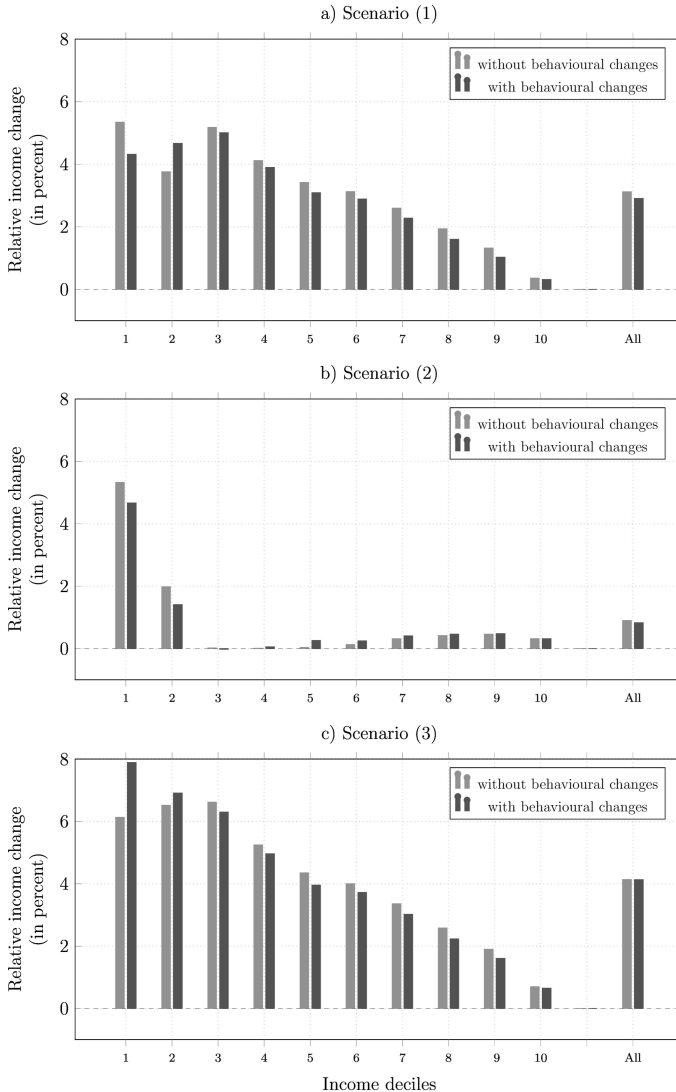 a) Scenario (1)
Relative income change
(in percent)
8
6
4
2
0
without behavioural changes
with behavioural changes
1 2 3 4 5 6 7 8 9 10 All
b) Scenario (2)
Relative income change
(in percent)
8
6
4
2
0
without behavioural changes
with behavioural changes
1 2 3 4 5 6 7 8 9 10 All
c) Scenario (3)
Relative income change
(in percent)
8
6
4
2
0
without behavioural changes
with behavioural changes
1 2 3 4 5 6 7 8 9 10 All
Income deciles